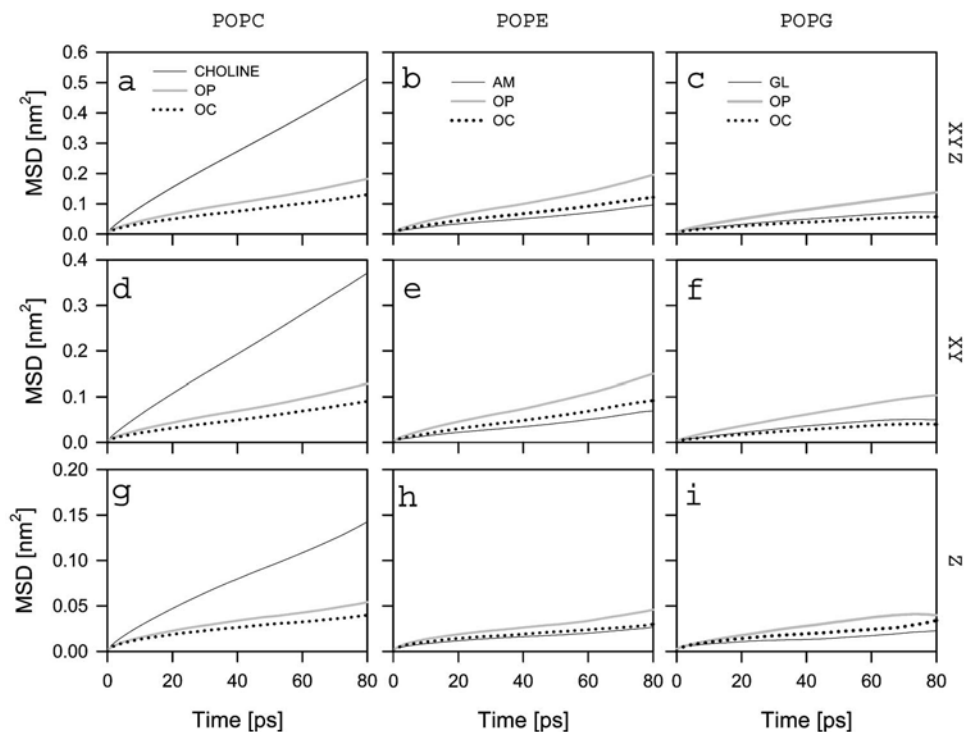 POPC POPE POPG
a CHOLINE OP OC
b AM OP OC
c GL OP OC
MSD [nm²]
0.6
0.5
0.4
0.3
0.2
0.1
0.0
XYZ
d e f
MSD [nm²]
0.4
0.3
0.2
0.1
0.0
XY
g h i
MSD [nm²]
0.20
0.15
0.10
0.05
0.00
Z
0 20 40 60 80 0 20 40 60 80 0 20 40 60 80
Time [ps] Time [ps] Time [ps]